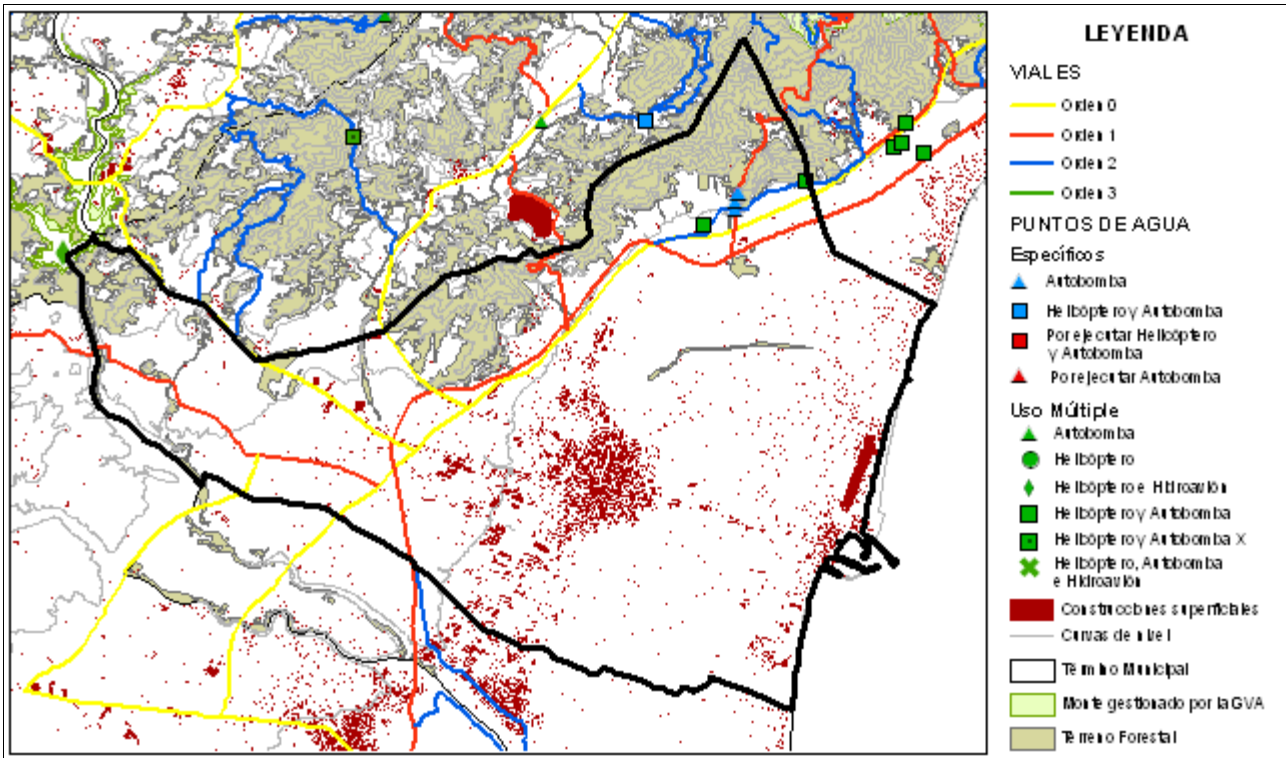 LEYENDA
VIALES
Orden 0
Orden 1
Orden 2
Orden 3
PUNTOS DE AGUA
Específicos
Autobomba
Helicóptero y Autobomba
Por ejecutar Helicóptero
y Autobomba
Por ejecutar Autobomba
Uso Múltiple
Autobomba
Helicóptero
Helicóptero e Hidroavión
Helicóptero y Autobomba
Helicóptero y Autobomba X
Helicóptero, Autobomba
e Hidroavión
Construcciones superficiales
Curvas de nivel
Término Municipal
Monte gestionado por la GVA
Terreno Forestal